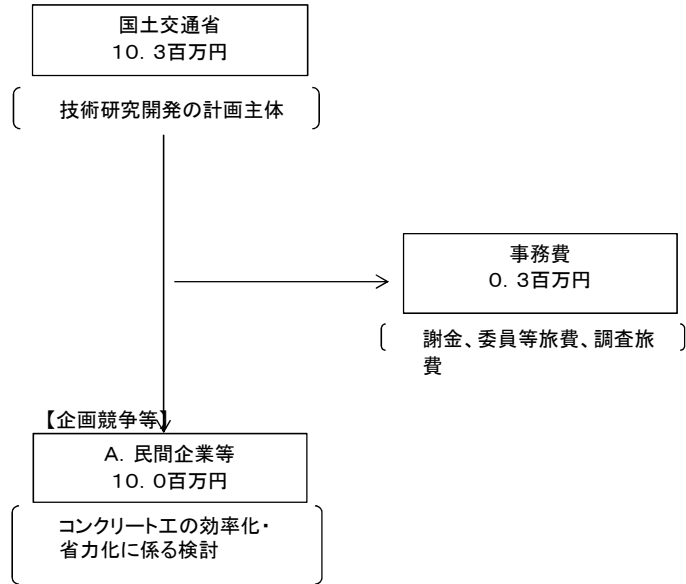 国土交通省
10．3百万円
技術研究開発の計画主体
事務費
0．3百万円
謝金、委員等旅費、調査旅
費
【企画競争等】
A．民間企業等
10．0百万円
コンクリート工の効率化・
省力化に係る検討